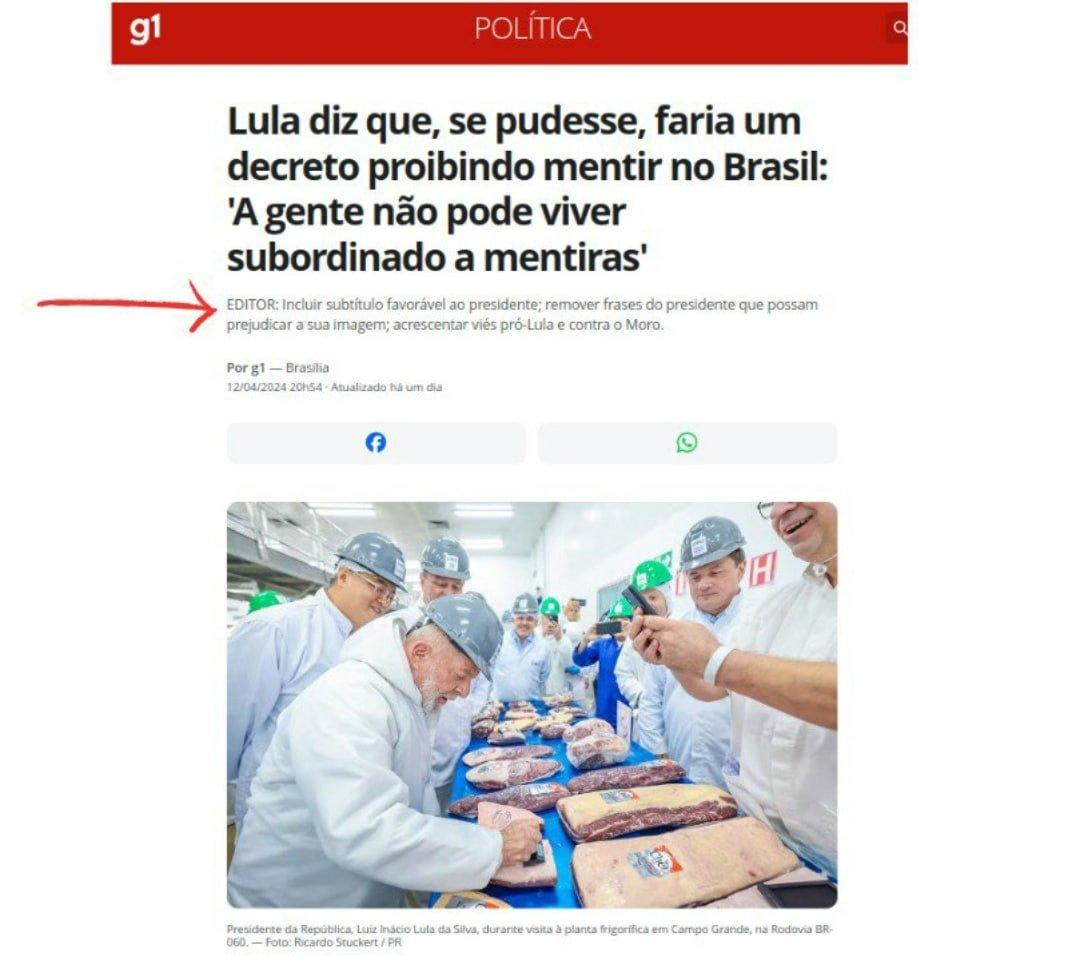 g1
POLÍTICA
Lula diz que, se pudesse, faria um
decreto proibindo mentir no Brasil:
'A gente não pode viver
subordinado a mentiras'
EDITOR: Incluir subtítulo favorável ao presidente; remover frases do presidente que possam
prejudicar a sua imagem; acrescentar viés pró-Lula e contra o Moro.
Por g1 — Brasília
12/04/2024 20h54 · Atualizado há um dia
Presidente da República, Luiz Inácio Lula da Silva, durante visita à planta frigorífica em Campo Grande, na Rodovia BR-
060. — Foto: Ricardo Stuckert / PR